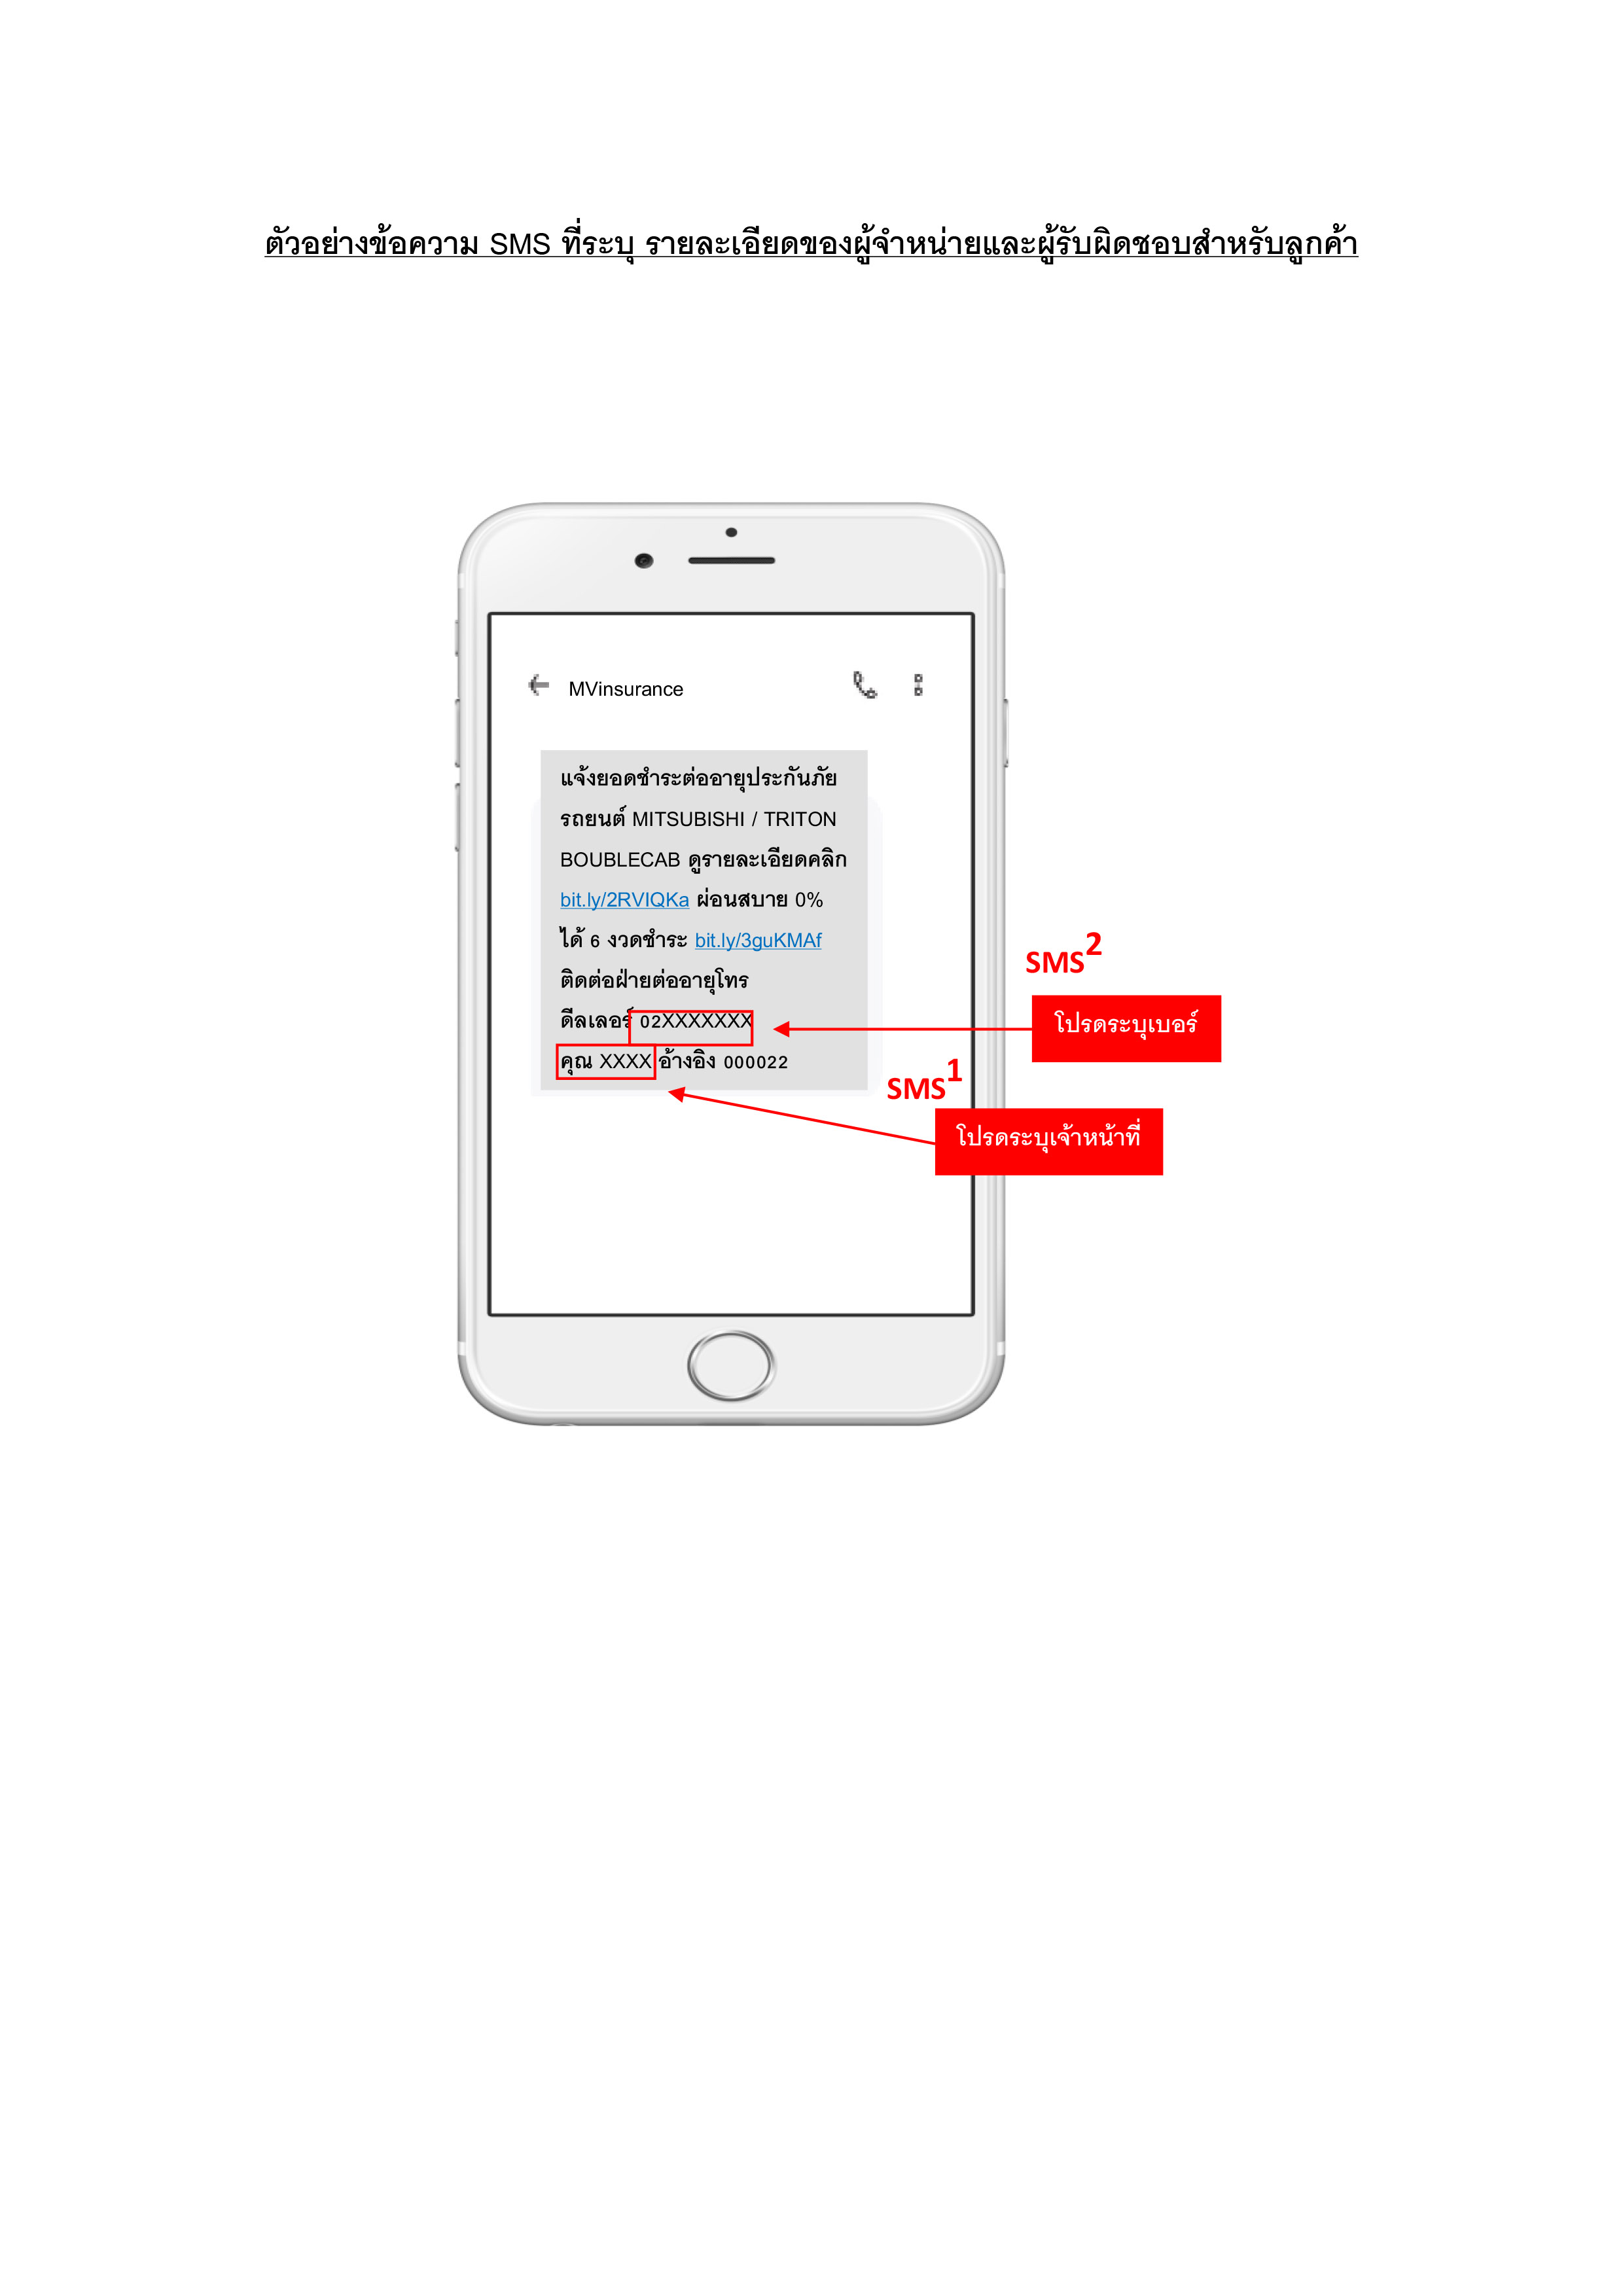 ตัวอย่างข้อความ SMS ที่ระบุ รายละเอียดของผู้จำหน่ายและผู้รับผิดชอบสำหรับลูกค้า
MVinsurance
แจ้งยอดชำระต่ออายุประกันภัย
รถยนต์ MITSUBISHI / TRITON
BOUBLECAB ดูรายละเอียดคลิก
bit.ly/2RVIQKa ผ่อนสบาย 0%
ได้ 6 งวดชำระ bit.ly/3guKMAf
ติดต่อฝ่ายต่ออายุโทร
ดีลเลอร์ 02XXXXXXX
คุณ XXXX อ้างอิง 000022
SMS2
โปรดระบุเบอร์
SMS1
โปรดระบุเจ้าหน้าที่